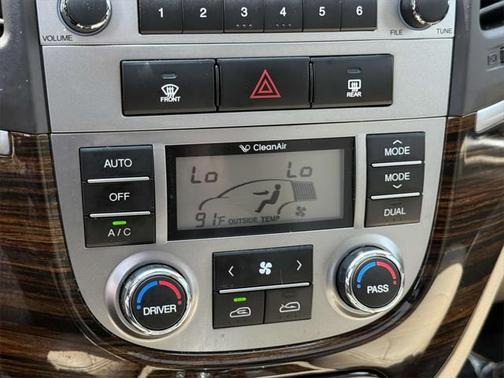 VOLUME
1 2 3 4 5 6
FILE
TUNE
FRONT
REAR
CleanAir
AUTO
OFF
A/C
Lo Lo
91°F OUTSIDE TEMP
MODE
MODE
DUAL
DRIVER
PASS